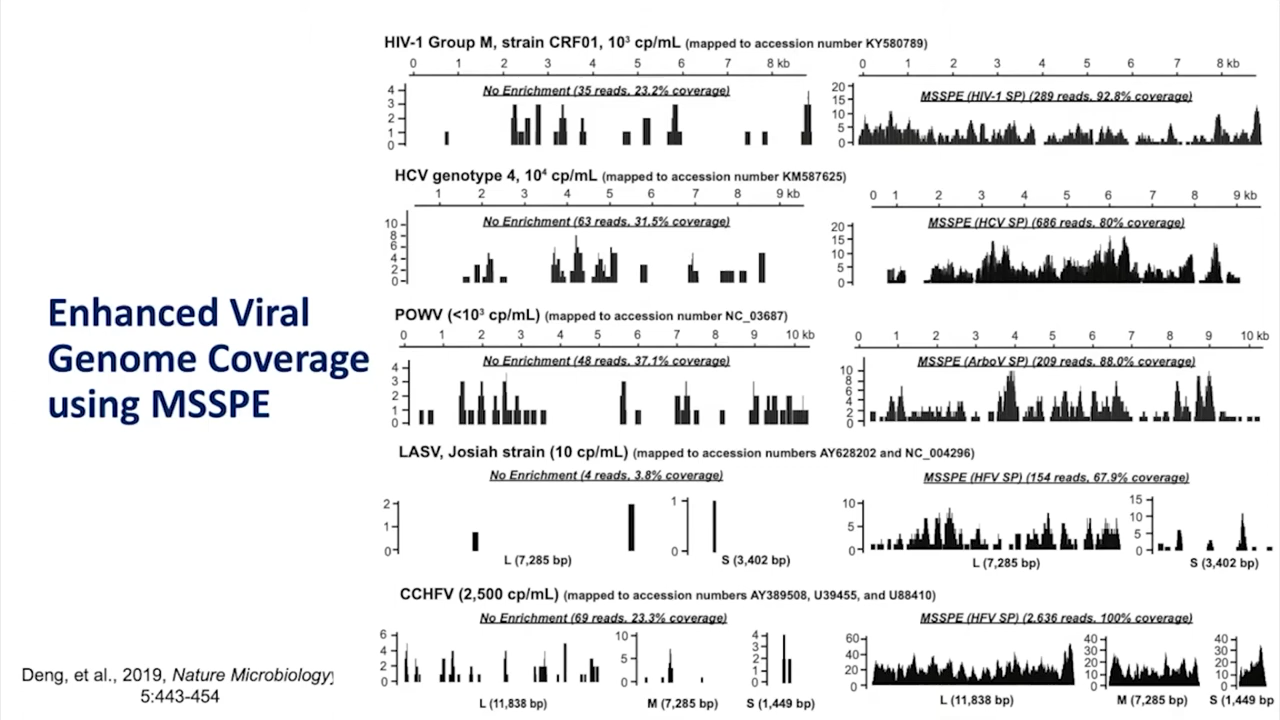 Enhanced Viral
Genome Coverage
using MSSPE
Deng, et al., 2019, Nature Microbiology
5:443-454
HIV-1 Group M, strain CRF01, 10³ cp/mL (mapped to accession number KY580789)
0 1 2 3 4 5 6 7 8 kb
No Enrichment (35 reads, 23.2% coverage)
4
3
2
1
0
0 1 2 3 4 5 6 7 8 kb
MSSPE (HIV-1 SP) (289 reads, 92.8% coverage)
20
15
10
5
0
HCV genotype 4, 10⁴ cp/mL (mapped to accession number KM587625)
1 2 3 4 5 6 7 8 9 kb
No Enrichment (63 reads, 31.5% coverage)
10
8
6
4
2
0
0 1 2 3 4 5 6 7 8 9 kb
MSSPE (HCV SP) (686 reads, 80% coverage)
20
15
10
5
0
POWV (<10³ cp/mL) (mapped to accession number NC_03687)
0 1 2 3 4 5 6 7 8 9 10 kb
No Enrichment (48 reads, 37.1% coverage)
4
3
2
1
0
0 1 2 3 4 5 6 7 8 9 10 kb
MSSPE (ArboV SP) (209 reads, 88.0% coverage)
10
8
6
4
2
0
LASV, Josiah strain (10 cp/mL) (mapped to accession numbers AY628202 and NC_004296)
No Enrichment (4 reads, 3.8% coverage)
2
1
0
L (7,285 bp)
1
0
S (3,402 bp)
MSSPE (HFV SP) (154 reads, 67.9% coverage)
10
5
0
L (7,285 bp)
15
10
5
0
S (3,402 bp)
CCHFV (2,500 cp/mL) (mapped to accession numbers AY389508, U39455, and U88410)
No Enrichment (69 reads, 23.3% coverage)
6
4
2
0
L (11,838 bp)
10
5
0
M (7,285 bp)
4
3
2
1
0
S (1,449 bp)
MSSPE (HFV SP) (2,636 reads, 100% coverage)
60
40
20
0
L (11,838 bp)
40
30
20
10
0
M (7,285 bp)
40
30
20
10
0
S (1,449 bp